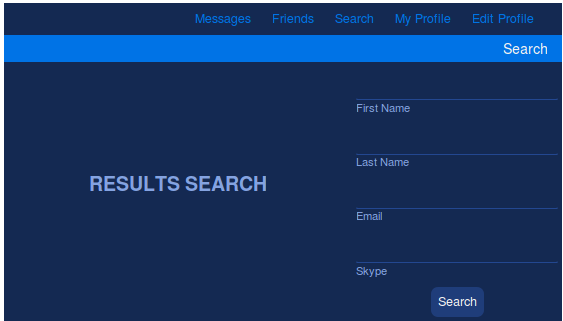 Messages Friends Search My Profile Edit Profile
Search
First Name
Last Name
RESULTS SEARCH
Email
Skype
Search